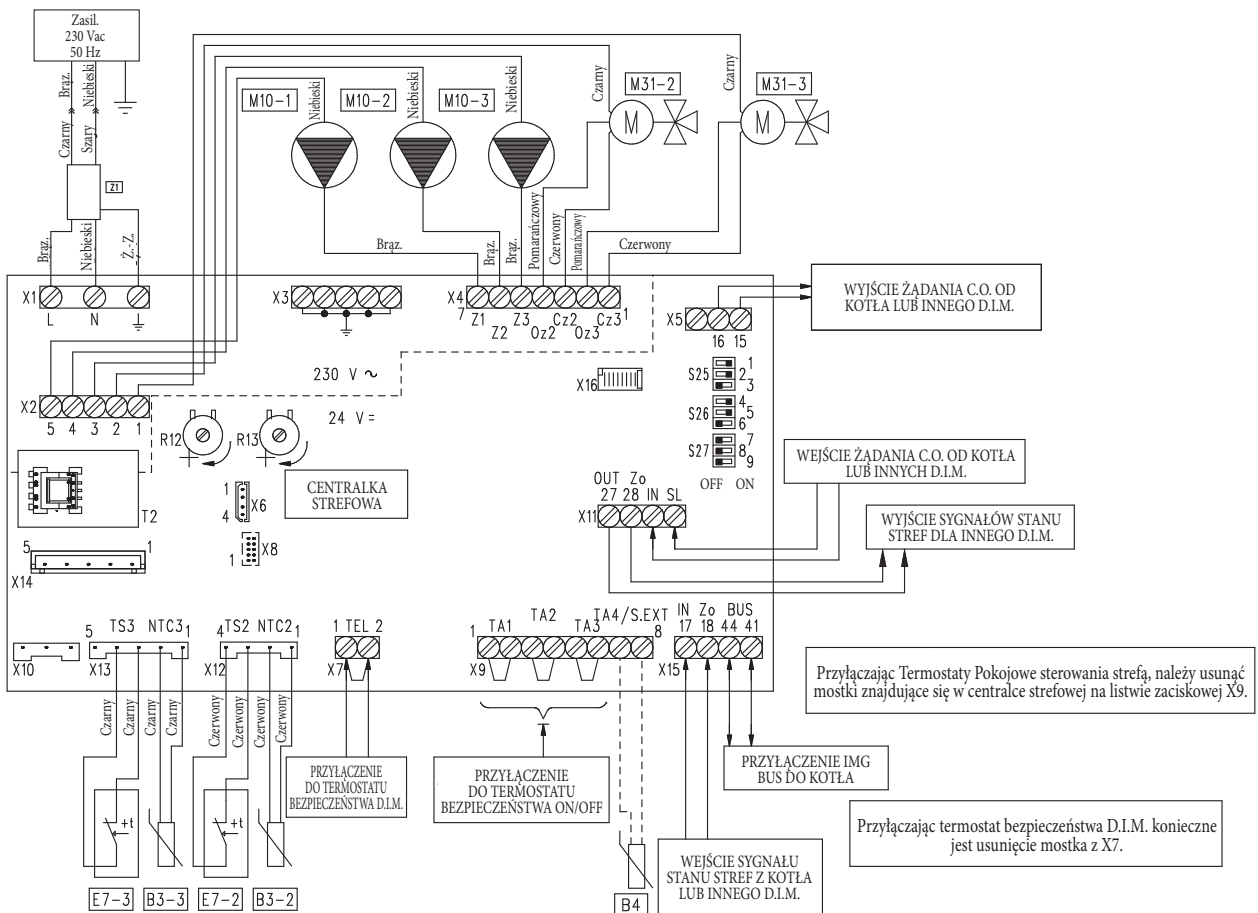 Zasil.
230 Vac
50 Hz
Brąz.
Niebieski
Czarny
Szary
Z1
Brąz.
Niebieski
Ż.-Z.
M10-1
Niebieski
M10-2
Niebieski
M10-3
Niebieski
Czarny
M31-2
M
Czarny
M31-3
M
Brąz.
Brąz.
Brąz.
Pomarańczowy
Czerwony
Pomarańczowy
Czerwony
X1
L
N
X3
X4
7
Z1
Z2
Z3
Oz2
Cz2
Oz3
Cz3
1
X5
16
15
WYJŚCIE ŻĄDANIA C.O. OD
KOTŁA LUB INNEGO D.I.M.
230 V ~
24 V =
X16
S25
1
2
3
S26
4
5
6
S27
7
8
9
OFF ON
X2
5
4
3
2
1
R12
R13
T2
1
4
X6
1
X8
CENTRALKA
STREFOWA
OUT Zo IN SL
27 28
X11
WEJŚCIE ŻĄDANIA C.O. OD KOTŁA
LUB INNYCH D.I.M.
WYJŚCIE SYGNAŁÓW STANU
STREF DLA INNEGO D.I.M.
5
1
X14
X10
5 TS3 NTC3 1
X13
4 TS2 NTC2 1
X12
1 TEL 2
X7
1 TA1 TA2 TA3 TA4/S.EXT 8
X9
IN Zo BUS
17 18 44 41
X15
Przyłączając Termostaty Pokojowe sterowania strefą, należy usunąć
mostki znajdujące się w centralce strefowej na listwie zaciskowej X9.
Czarny
Czarny
Czarny
Czarny
Czerwony
Czerwony
Czerwony
Czerwony
PRZYŁĄCZENIE
DO TERMOSTATU
BEZPIECZEŃSTWA D.I.M.
PRZYŁĄCZENIE
DO TERMOSTATU
BEZPIECZEŃSTWA ON/OFF
PRZYŁĄCZENIE IMG
BUS DO KOTŁA
Przyłączając termostat bezpieczeństwa D.I.M. konieczne
jest usunięcie mostka z X7.
WEJŚCIE SYGNAŁU
STANU STREF Z KOTŁA
LUB INNEGO D.I.M.
+t
+t
E7-3
B3-3
E7-2
B3-2
B4